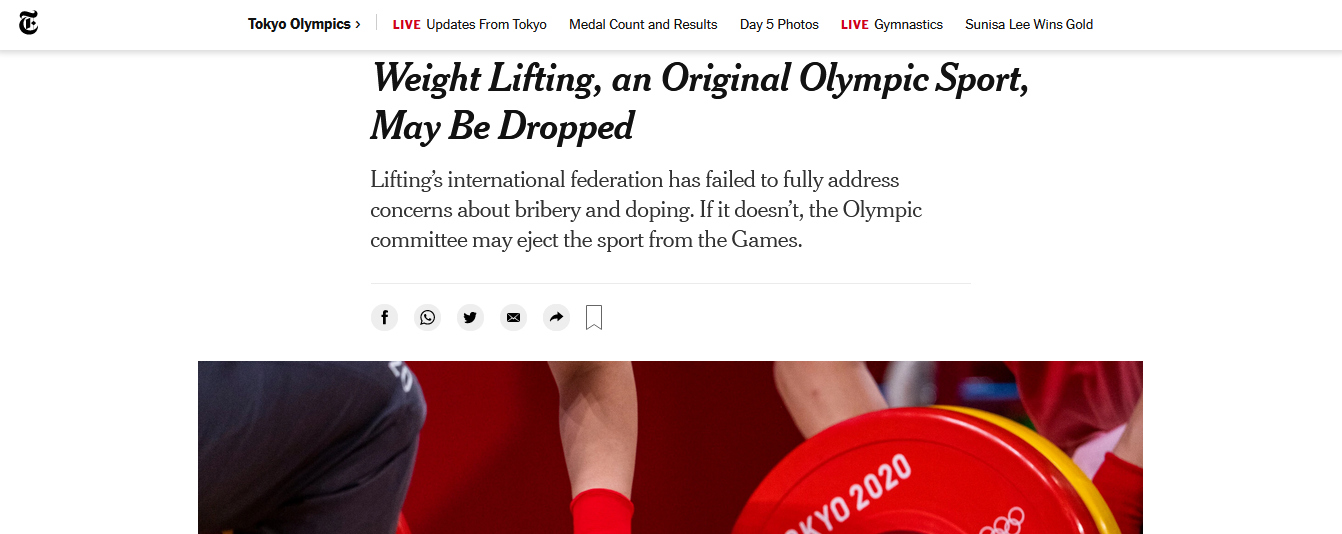 Tokyo Olympics › LIVE Updates From Tokyo Medal Count and Results Day 5 Photos LIVE Gymnastics Sunisa Lee Wins Gold
Weight Lifting, an Original Olympic Sport,
May Be Dropped
Lifting’s international federation has failed to fully address
concerns about bribery and doping. If it doesn’t, the Olympic
committee may eject the sport from the Games.
KYO 2020